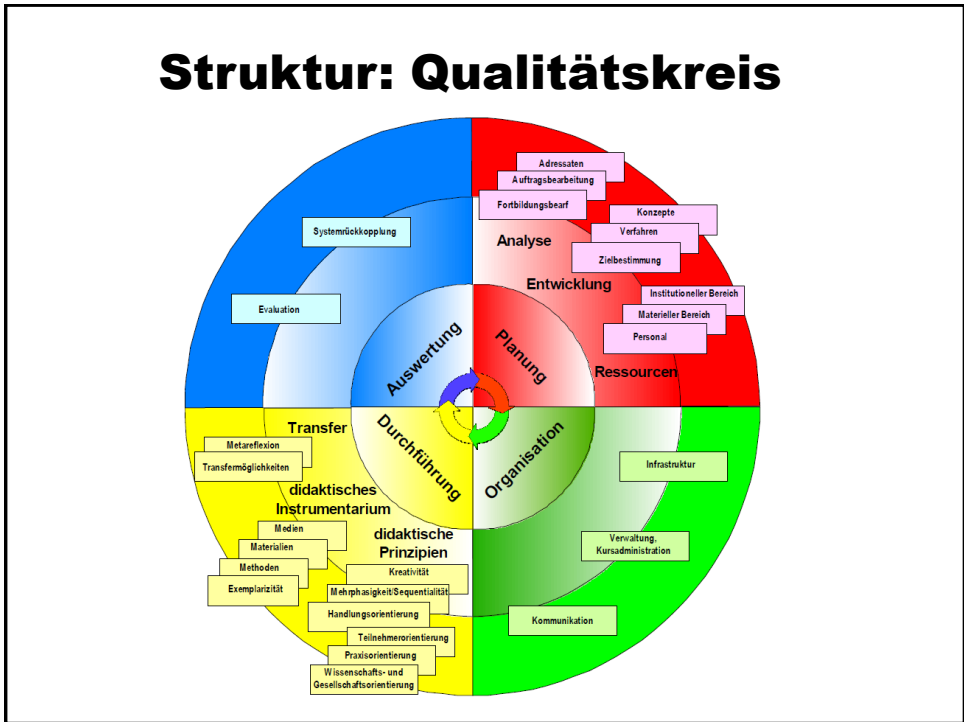 Struktur: Qualitätskreis
Adressaten
Auftragsbearbeitung
Fortbildungsbearf
Konzepte
Verfahren
Zielbestimmung
Institutioneller Bereich
Materieller Bereich
Personal
Analyse
Entwicklung
Ressourcen
Planung
Systemrückkopplung
Evaluation
Auswertung
Durchführung
Organisation
Infrastruktur
Verwaltung,
Kursadministration
Kommunikation
Transfer
Metareflexion
Transfermöglichkeiten
didaktisches
Instrumentarium
Medien
Materialien
Methoden
Exemplarizität
didaktische
Prinzipien
Kreativität
Mehrphasigkeit/Sequentialität
Handlungsorientierung
Teilnehmerorientierung
Praxisorientierung
Wissenschafts- und
Gesellschaftsorientierung